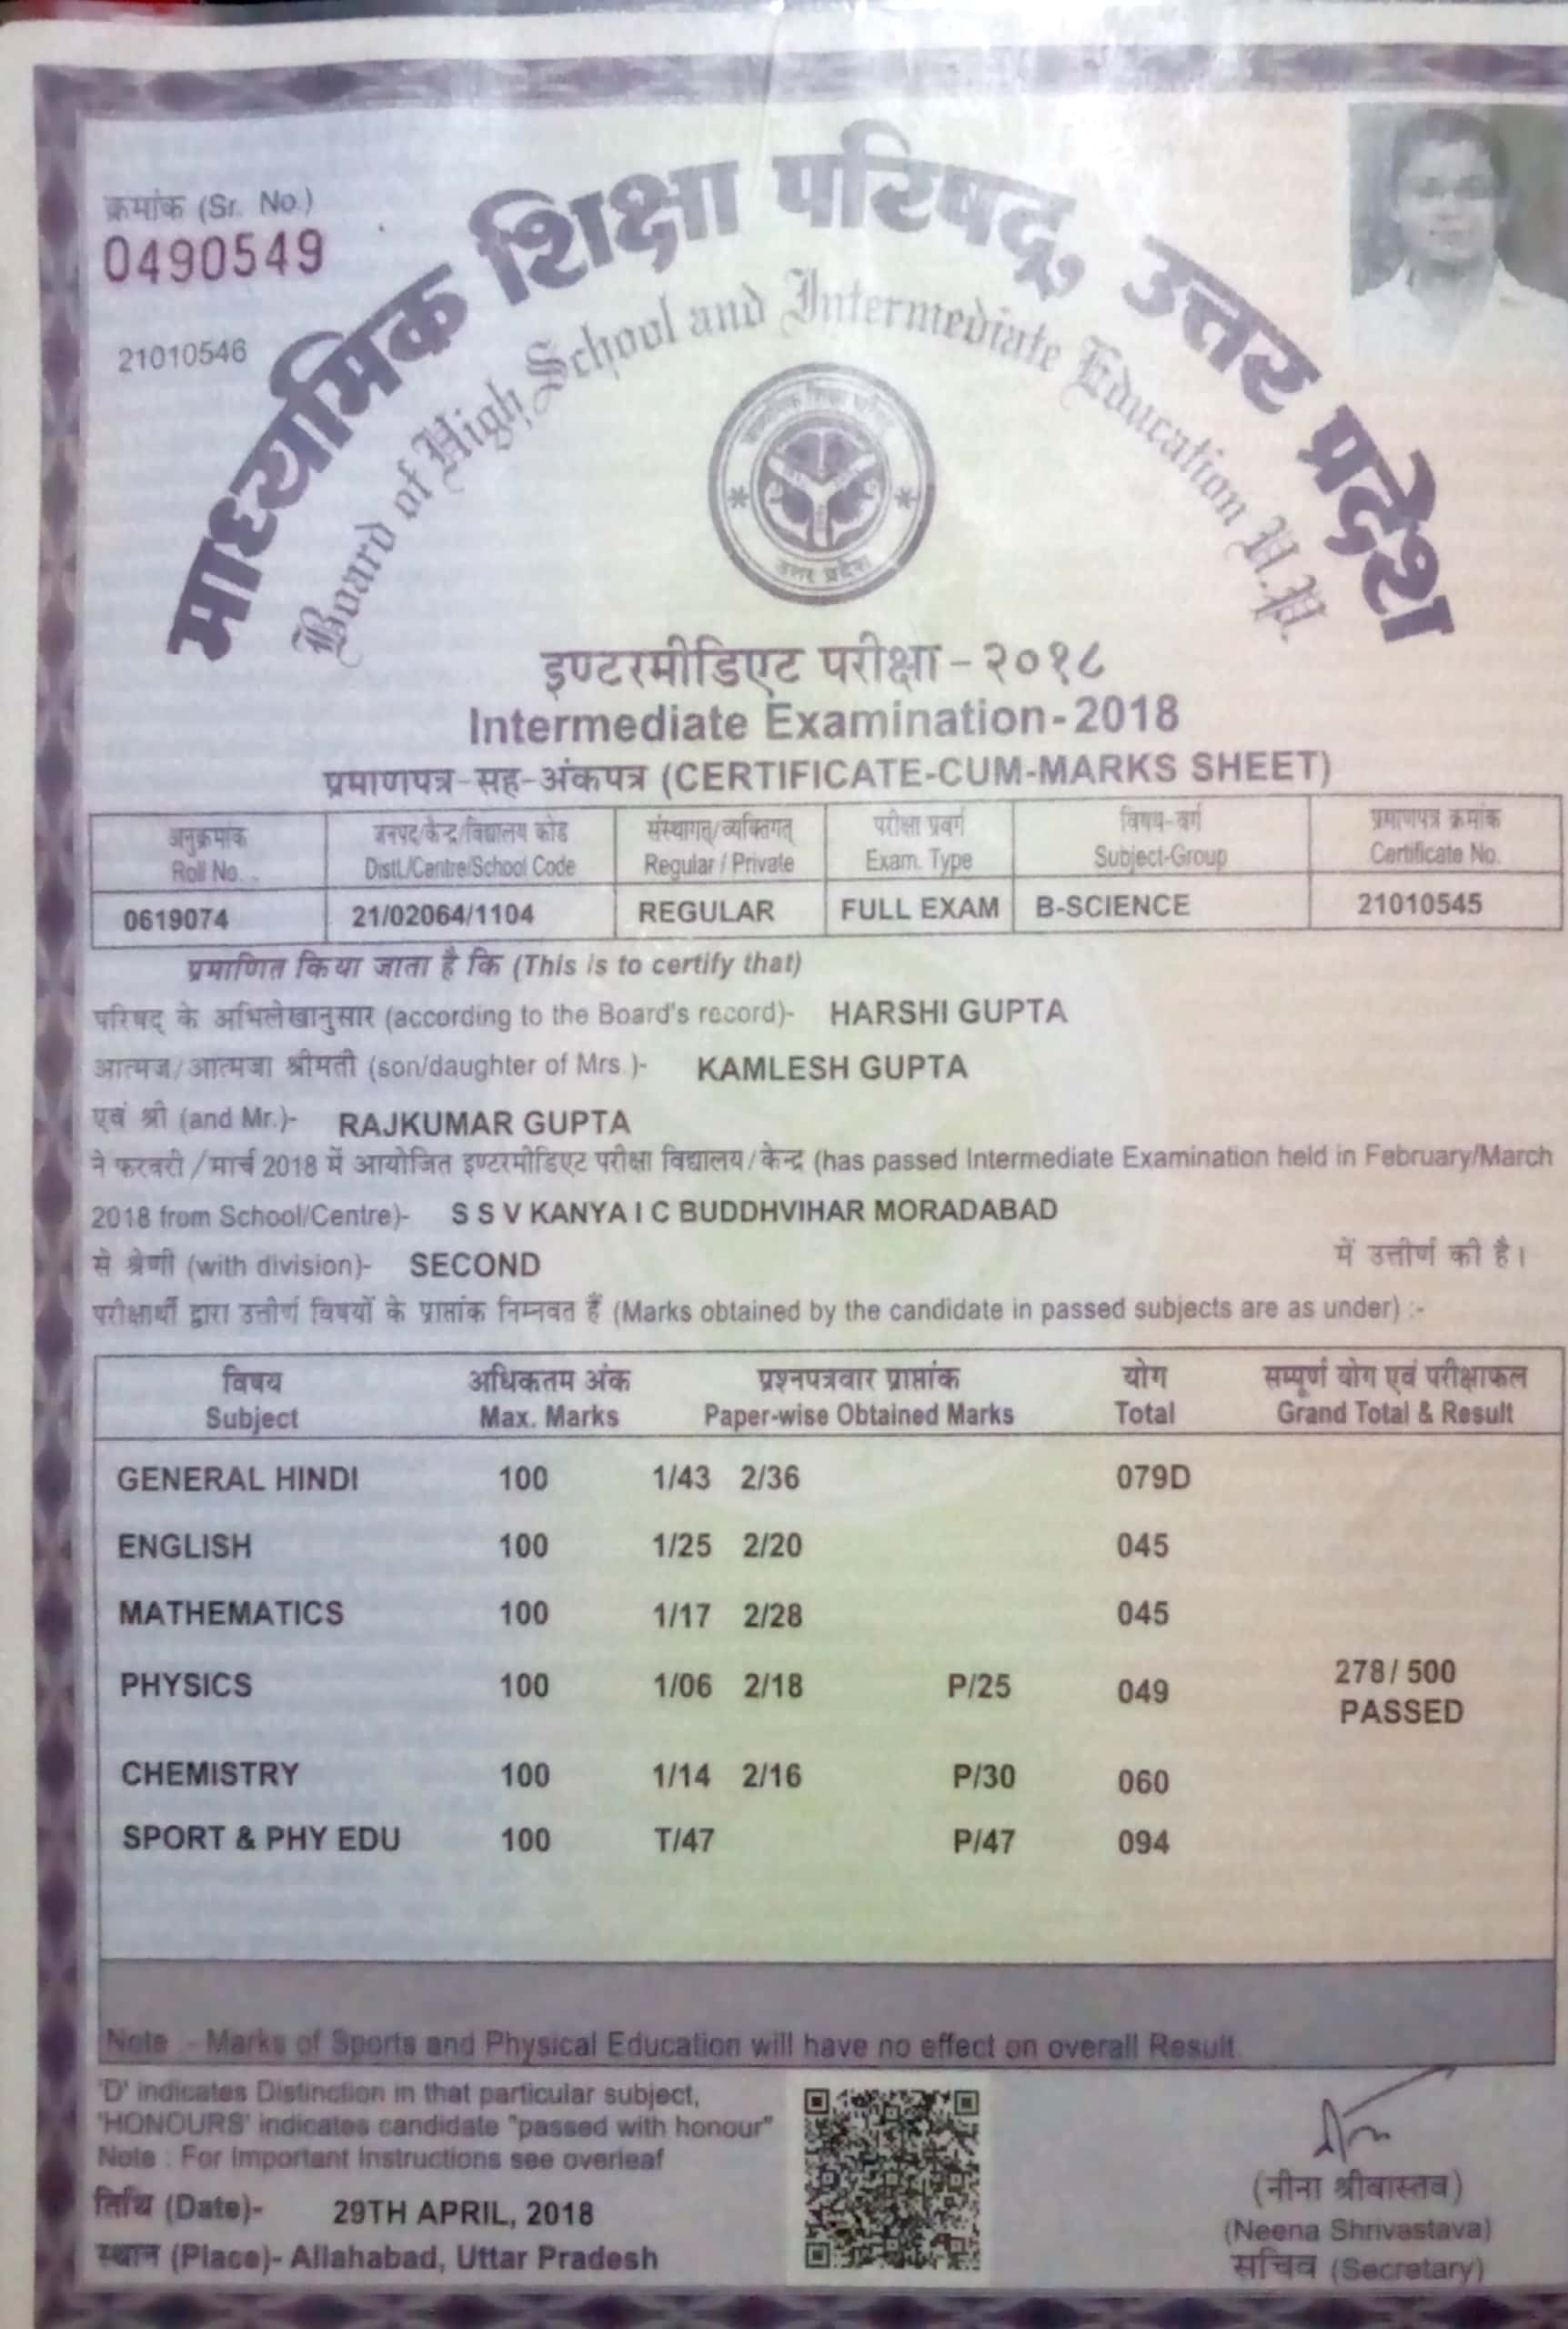 क्रमांक (Sr. No.)
0490549
21010546
माध्यमिक शिक्षा परिषद्, उत्तर प्रदेश
Board of High School and Intermediate Education U.P.
उत्तर प्रदेश
इण्टरमीडिएट परीक्षा - २०१८
Intermediate Examination - 2018
प्रमाणपत्र-सह-अंकपत्र (CERTIFICATE-CUM-MARKS SHEET)
अनुक्रमांक जनपद/केन्द्र/विद्यालय कोड संस्थागत्/व्यक्तिगत् परीक्षा प्रवर्ग विषय-वर्ग प्रमाणपत्र क्रमांक
Roll No. Distt./Centre/School Code Regular / Private Exam. Type Subject-Group Certificate No.
0619074 21/02064/1104 REGULAR FULL EXAM B-SCIENCE 21010545
प्रमाणित किया जाता है कि (This is to certify that)
परिषद् के अभिलेखानुसार (according to the Board's record)- HARSHI GUPTA
आत्मज/आत्मजा श्रीमती (son/daughter of Mrs.)- KAMLESH GUPTA
एवं श्री (and Mr.)- RAJKUMAR GUPTA
ने फरवरी/मार्च 2018 में आयोजित इण्टरमीडिएट परीक्षा विद्यालय/केन्द्र (has passed Intermediate Examination held in February/March
2018 from School/Centre)- S S V KANYA I C BUDDHVIHAR MORADABAD
से श्रेणी (with division)- SECOND में उत्तीर्ण की है।
परीक्षार्थी द्वारा उत्तीर्ण विषयों के प्राप्तांक निम्नवत हैं (Marks obtained by the candidate in passed subjects are as under) :-
विषय अधिकतम अंक प्रश्नपत्रवार प्राप्तांक योग सम्पूर्ण योग एवं परीक्षाफल
Subject Max. Marks Paper-wise Obtained Marks Total Grand Total & Result
GENERAL HINDI 100 1/43 2/36 079D
ENGLISH 100 1/25 2/20 045
MATHEMATICS 100 1/17 2/28 045
PHYSICS 100 1/06 2/18 P/25 049 278/ 500
PASSED
CHEMISTRY 100 1/14 2/16 P/30 060
SPORT & PHY EDU 100 T/47 P/47 094
Note :- Marks of Sports and Physical Education will have no effect on overall Result
'D' indicates Distinction in that particular subject,
'HONOURS' indicates candidate "passed with honour"
Note : For Important Instructions see overleaf
तिथि (Date)- 29TH APRIL, 2018
स्थान (Place)- Allahabad, Uttar Pradesh
(नीना श्रीवास्तव)
(Neena Shrivastava)
सचिव (Secretary)